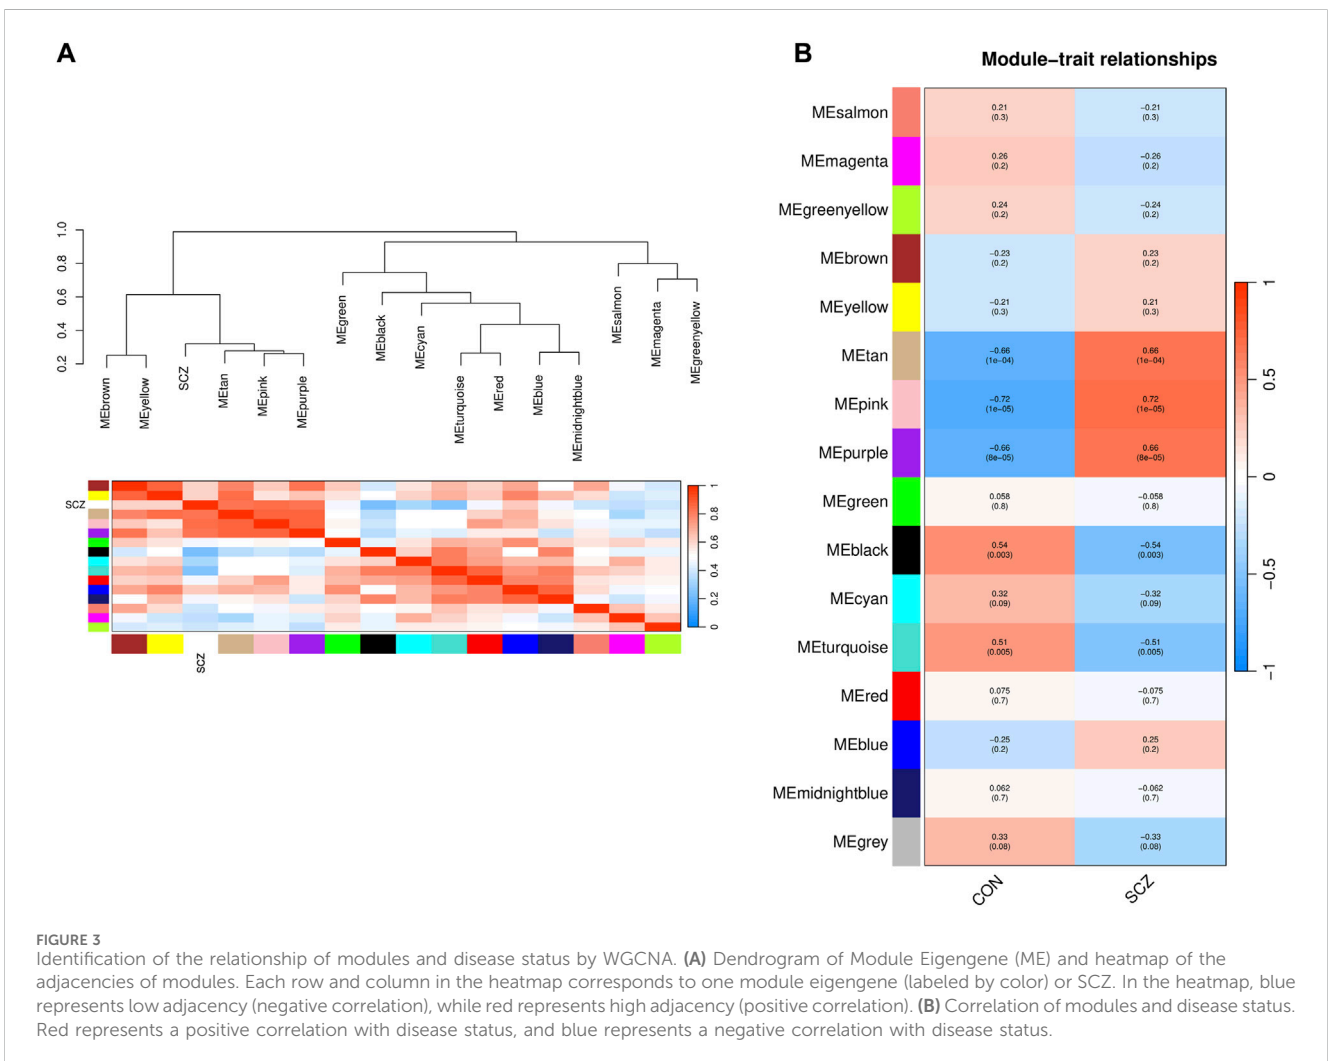 A
1.0
0.8
0.6
0.4
0.2
MEbrown
MEyellow
SCZ
MEtan
MEpink
MEpurple
MEgreen
MEblack
MEcyan
MEturquoise
MEred
MEblue
MEmidnightblue
MEsalmon
MEmagenta
MEgreenyellow
SCZ
SCZ
1
0.8
0.6
0.4
0.2
0
B
Module−trait relationships
MEsalmon
0.21
(0.3)
−0.21
(0.3)
MEmagenta
0.26
(0.2)
−0.26
(0.2)
MEgreenyellow
0.24
(0.2)
−0.24
(0.2)
MEbrown
−0.23
(0.2)
0.23
(0.2)
MEyellow
−0.21
(0.3)
0.21
(0.3)
MEtan
−0.66
(1e−04)
0.66
(1e−04)
MEpink
−0.72
(1e−05)
0.72
(1e−05)
MEpurple
−0.66
(8e−05)
0.66
(8e−05)
MEgreen
0.058
(0.8)
−0.058
(0.8)
MEblack
0.54
(0.003)
−0.54
(0.003)
MEcyan
0.32
(0.09)
−0.32
(0.09)
MEturquoise
0.51
(0.005)
−0.51
(0.005)
MEred
0.075
(0.7)
−0.075
(0.7)
MEblue
−0.25
(0.2)
0.25
(0.2)
MEmidnightblue
0.062
(0.7)
−0.062
(0.7)
MEgrey
0.33
(0.08)
−0.33
(0.08)
CON
SCZ
1
0.5
0
−0.5
−1
FIGURE 3
Identification of the relationship of modules and disease status by WGCNA. (A) Dendrogram of Module Eigengene (ME) and heatmap of the
adjacencies of modules. Each row and column in the heatmap corresponds to one module eigengene (labeled by color) or SCZ. In the heatmap, blue
represents low adjacency (negative correlation), while red represents high adjacency (positive correlation). (B) Correlation of modules and disease status.
Red represents a positive correlation with disease status, and blue represents a negative correlation with disease status.